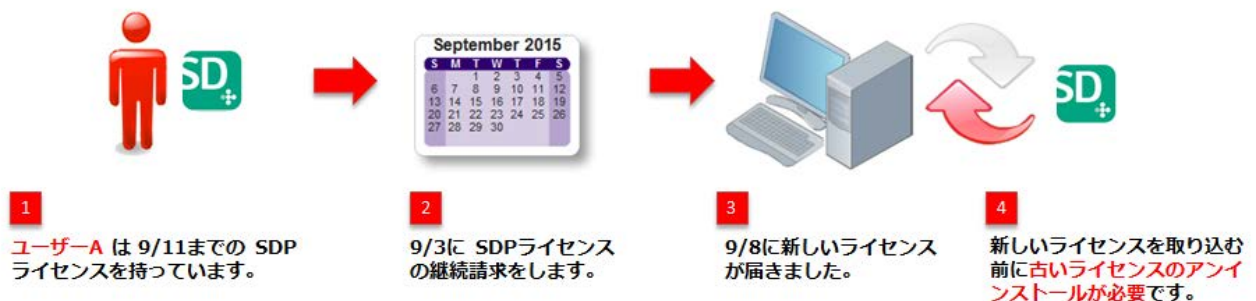 SD
September 2015
S M T W T F S
1 2 3 4 5
6 7 8 9 10 11 12
13 14 15 16 17 18 19
20 21 22 23 24 25 26
27 28 29 30
SD
1
ユーザーA は 9/11までの SDP
ライセンスを持っています。
2
9/3に SDPライセンス
の継続請求をします。
3
9/8に新しいライセンス
が届きました。
4
新しいライセンスを取り込む
前に古いライセンスのアンイ
ンストールが必要です。